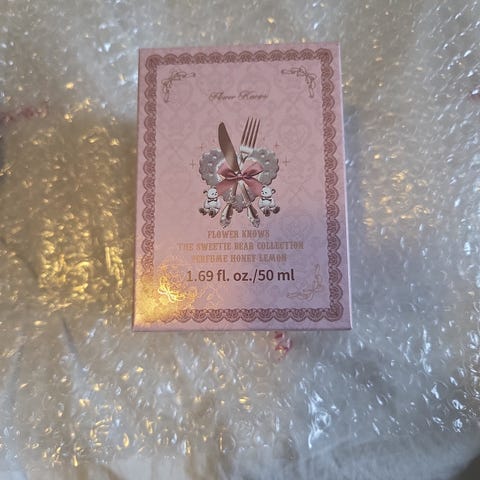 Flower Knows
FLOWER KNOWS
THE SWEETIE BEAR COLLECTION
PERFUME HONEY LEMON
1.69 fl. oz./50 ml